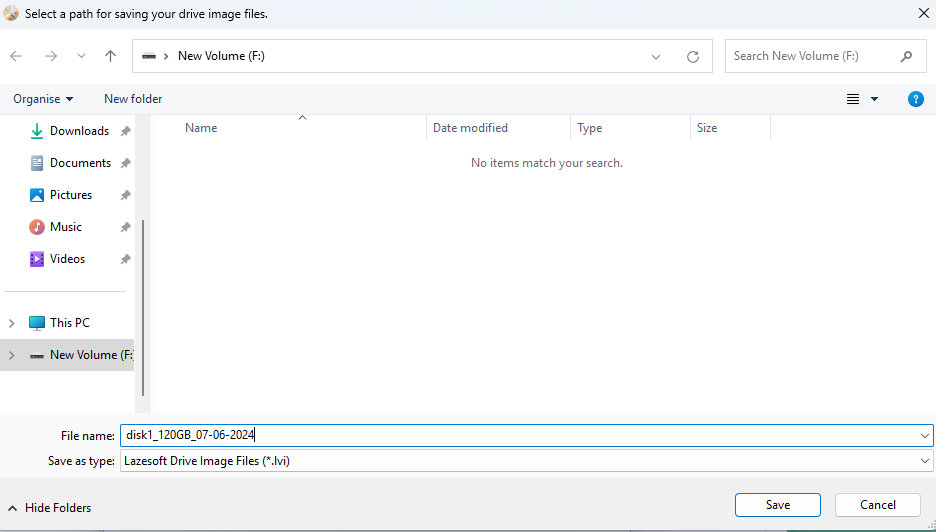 Select a path for saving your drive image files.
New Volume (F:)
Search New Volume (F:)
Organise
New folder
?
Name
Date modified
Type
Size
No items match your search.
Downloads
Documents
Pictures
Music
Videos
This PC
New Volume (F:
File name: disk1_120GB_07-06-2024
Save as type: Lazesoft Drive Image Files (*.lvi)
Hide Folders
Save
Cancel